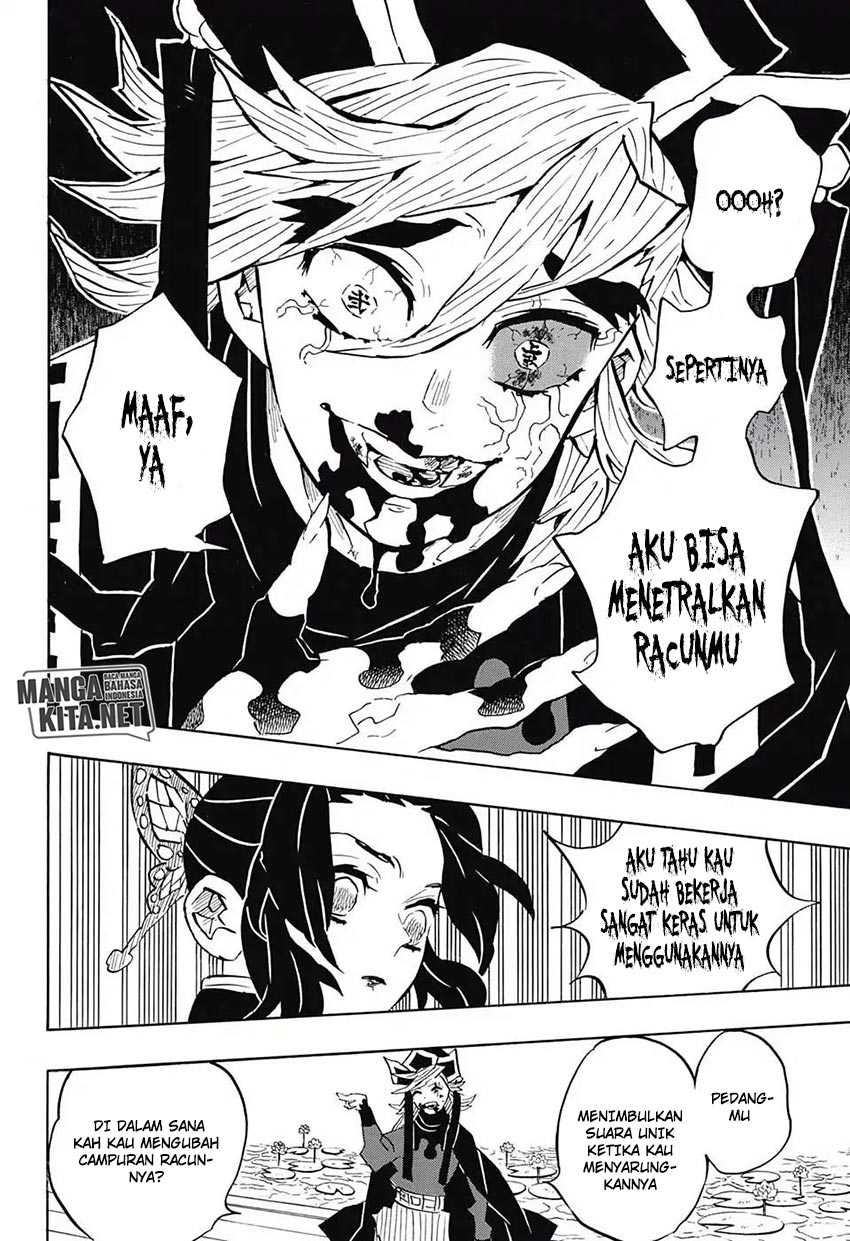 OOOH?
SEPERTINYA
AKU BISA
MENETRALKAN
RACUNMU
MAAF,
YA
MANGA
KITA.NET
BACA MANGA
BAHASA
INDONESIA
AKU TAHU KAU
SUDAH BEKERJA
SANGAT KERAS UNTUK
MENGGUNAKANNYA
PEDANG-
MU
MENIMBULKAN
SUARA UNIK
KETIKA KAU
MENYARUNG-
KANNYA
DI DALAM SANA
KAH KAU MENGUBAH
CAMPURAN RACUN-
NYA?